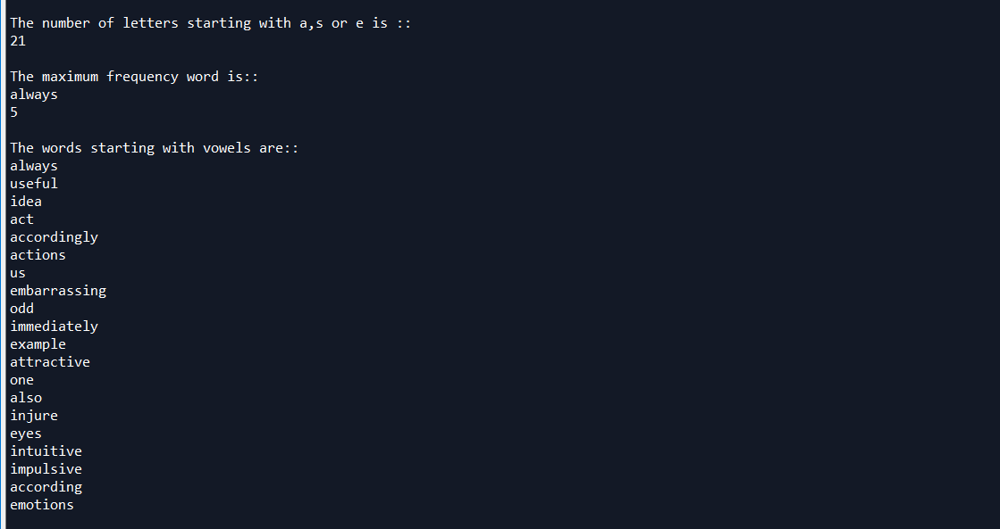 The number of letters starting with a,s or e is ::
21
The maximum frequency word is::
always
5
The words starting with vowels are::
always
useful
idea
act
accordingly
actions
us
embarrassing
odd
immediately
example
attractive
one
also
injure
eyes
intuitive
impulsive
according
emotions